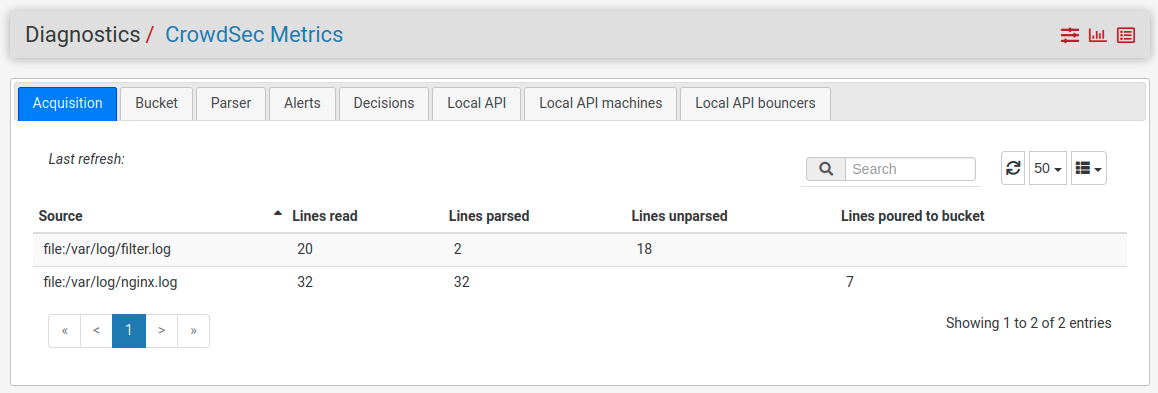 Diagnostics / CrowdSec Metrics
Acquisition Bucket Parser Alerts Decisions Local API Local API machines Local API bouncers
Last refresh:
Search 50
Source Lines read Lines parsed Lines unparsed Lines poured to bucket
file:/var/log/filter.log 20 2 18
file:/var/log/nginx.log 32 32 7
« < 1 > » Showing 1 to 2 of 2 entries